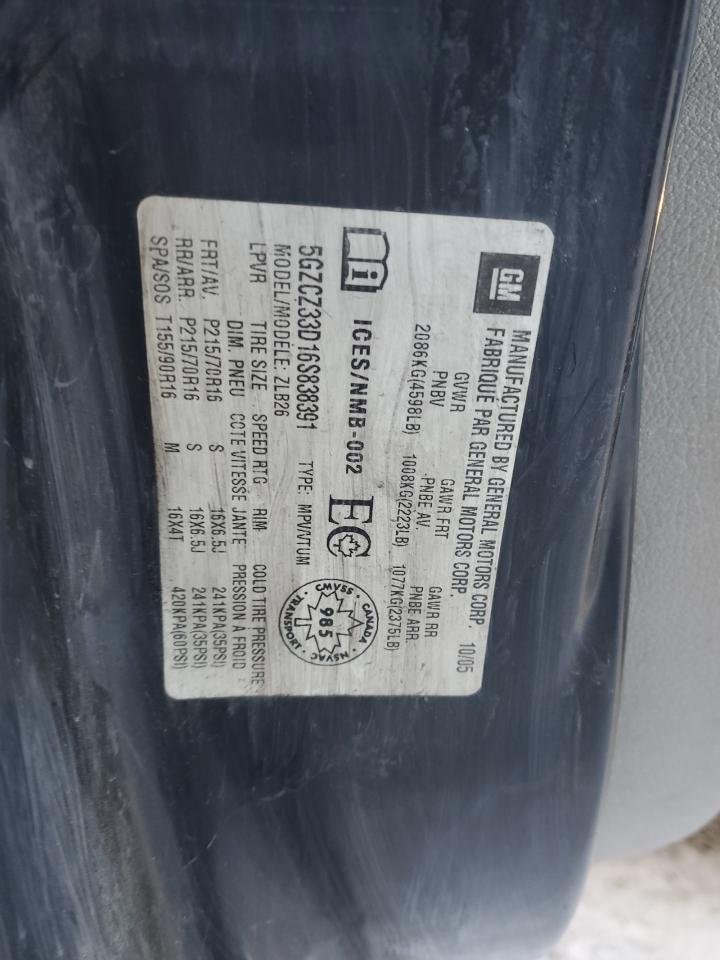 GM
MANUFACTURED BY GENERAL MOTORS CORP. 10/05
FABRIQUÉ PAR GENERAL MOTORS CORP.
GVWR GAWR FRT GAWR RR
PNBV PNBE AV. PNBE ARR.
2086KG(4598LB) 1008KG(2223LB) 1077KG(2375LB)
i ICES/NMB-002 EC
CANADA CMVSS 985 NSVAC TRANSPORT
5GZCZ33D16S838391 TYPE: MPV/VTUM
MODEL/MODÈLE: ZLB26
LPVR TIRE SIZE SPEED RTG RIM COLD TIRE PRESSURE
DIM. PNEU COTE VITESSE JANTE PRESSION À FROID
FRT/AV. P215/70R16 S 16X6.5J 241KPA(35PSI)
RR/ARR. P215/70R16 S 16X6.5J 241KPA(35PSI)
SPA/SOS T155/90R16 M 16X4T 420KPA(60PSI)